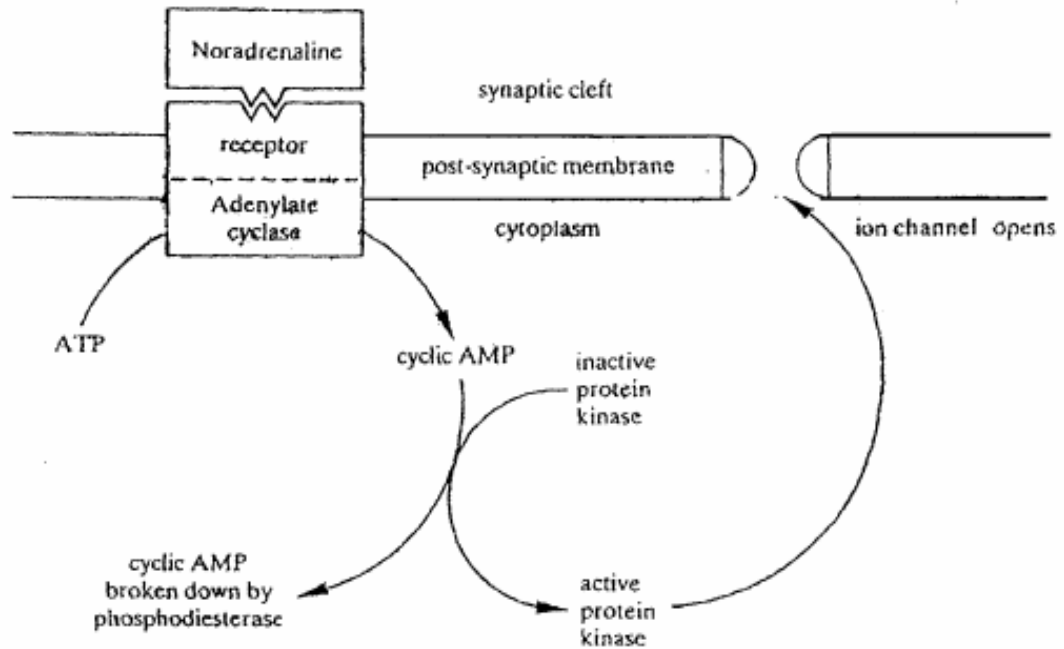 Noradrenaline
synaptic cleft
receptor
post-synaptic membrane
Adenylate
cyclase
cytoplasm
ion channel opens
ATP
cyclic AMP
inactive
protein
kinase
cyclic AMP
broken down by
phosphodiesterase
active
protein
kinase